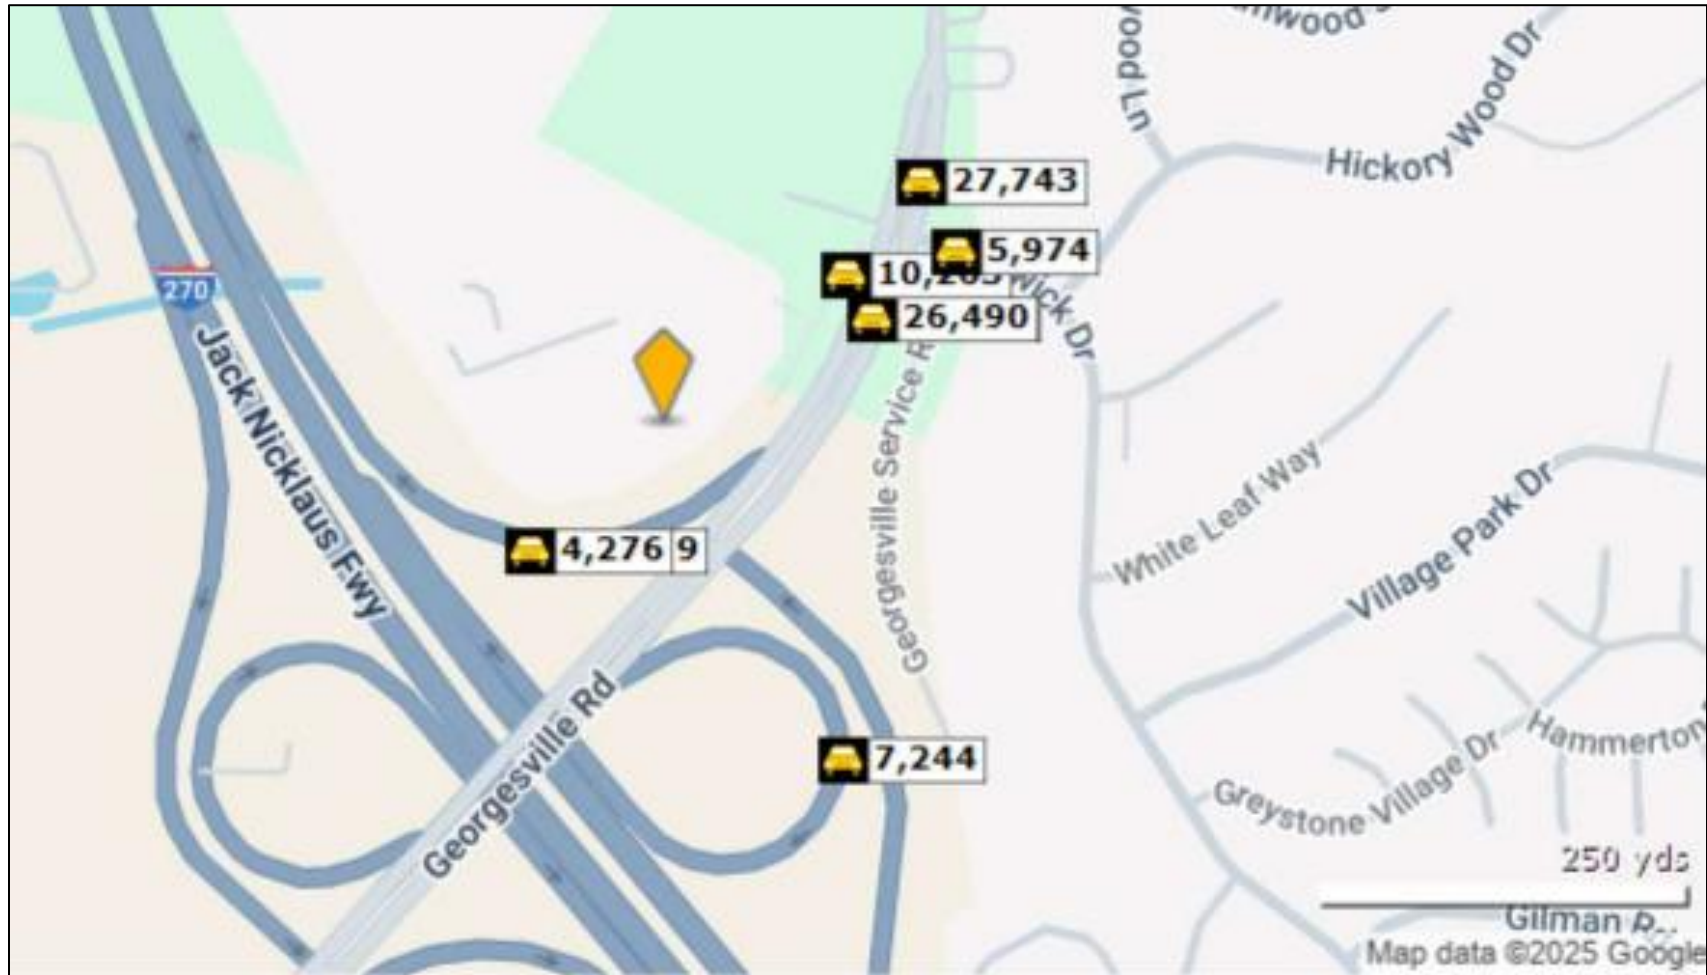 wood Ln
Hickory Wood Dr
27,743
5,974
26,490
270
Jack Nicklaus Fwy
Georgesville Service R
wick Dr
White Leaf Way
Village Park Dr
4,276 9
Georgesville Rd
7,244
Greystone Village Dr
Hammerton
250 yds
Gilman
Map data ©2025 Google